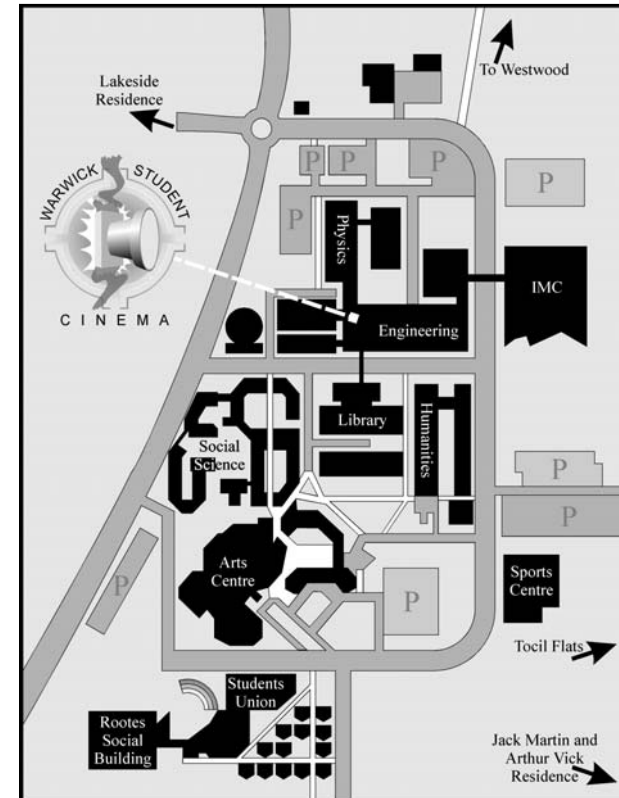 To Westwood
Lakeside
Residence
WARWICK STUDENT
CINEMA
P
P
P
P
P
Physics
IMC
Engineering
Library
Humanities
Social
Science
P
P
P
Arts
Centre
P
Sports
Centre
Tocil Flats
Students
Union
Rootes
Social
Building
Jack Martin and
Arthur Vick
Residence